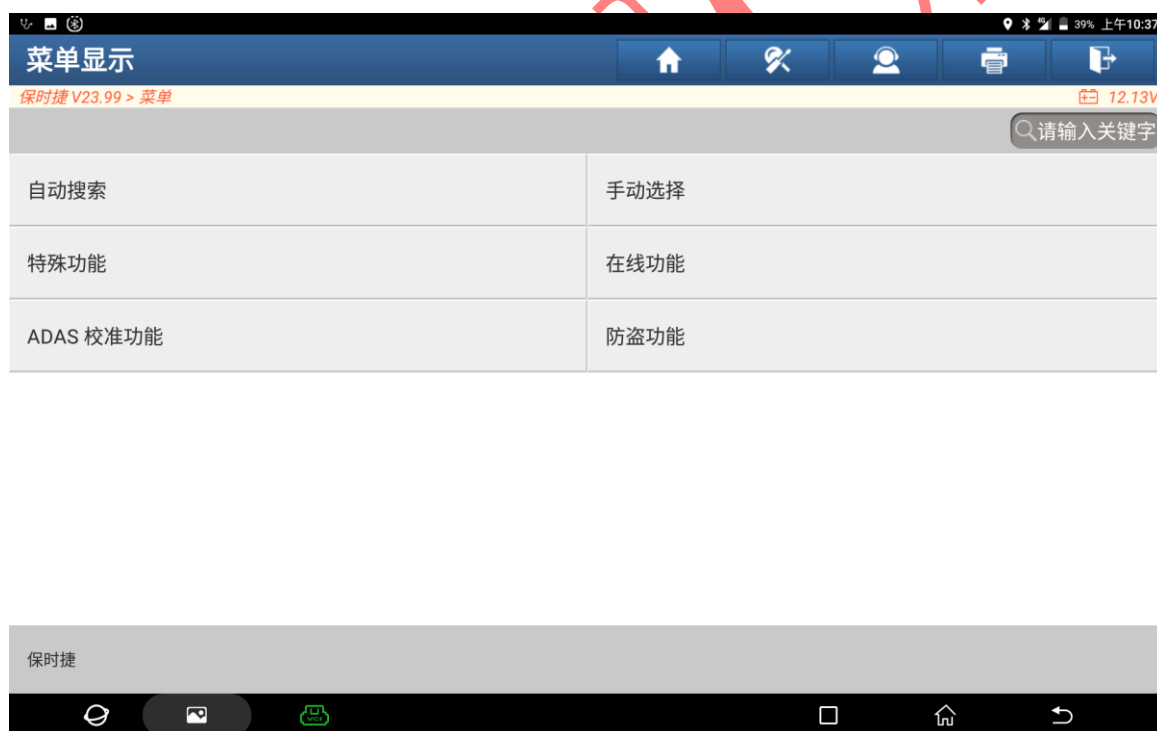 4G 39% 上午10:37
菜单显示
保时捷 V23.99 > 菜单 12.13V
请输入关键字
自动搜索 手动选择
特殊功能 在线功能
ADAS 校准功能 防盗功能
保时捷
VCI